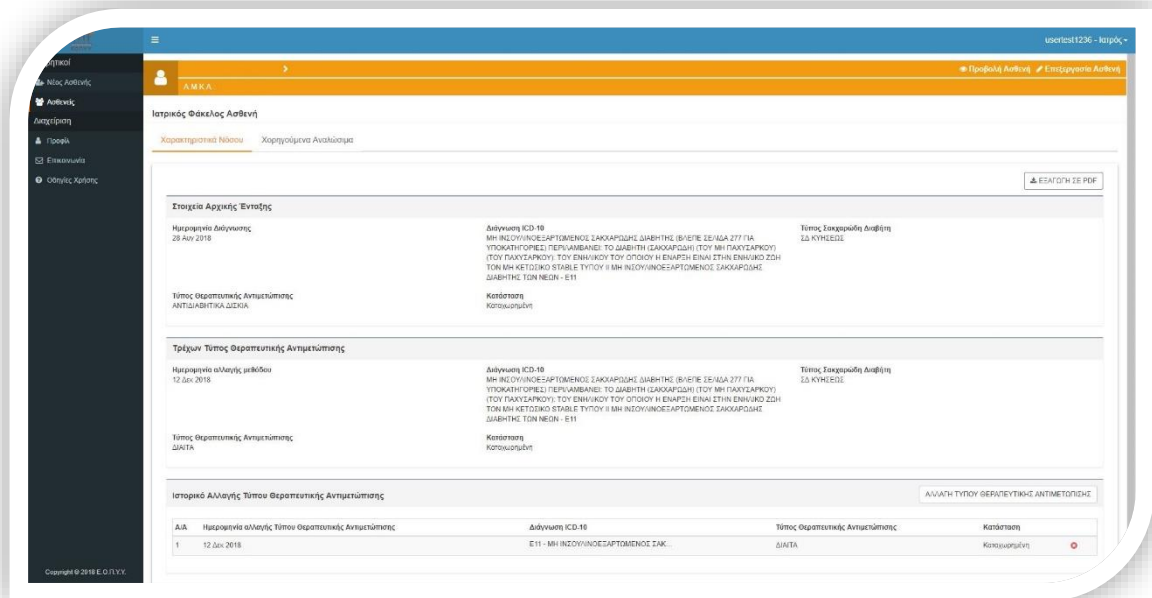 usertest1236 - Ιατρός
Νέος Ασθενής
Ασθενείς
Διαχείριση
Προφίλ
Επικοινωνία
Οδηγίες Χρήσης
Προβολή Ασθενή Επεξεργασία Ασθενή
Α.Μ.Κ.Α.
Ιατρικός Φάκελος Ασθενή
Χαρακτηριστικά Νόσου Χορηγούμενα Αναλώσιμα
ΕΞΑΓΩΓΗ ΣΕ PDF
Στοιχεία Αρχικής Ένταξης
Ημερομηνία Διάγνωσης
28 Αυγ 2018
Διάγνωση ICD-10
ΜΗ ΙΝΣΟΥΛΙΝΟΕΞΑΡΤΩΜΕΝΟΣ ΣΑΚΧΑΡΩΔΗΣ ΔΙΑΒΗΤΗΣ (ΒΛΕΠΕ ΣΕΛΙΔΑ 277 ΓΙΑ
ΥΠΟΚΑΤΗΓΟΡΙΕΣ) ΠΕΡΙΛΑΜΒΑΝΕΙ: ΤΟ ΔΙΑΒΗΤΗ (ΣΑΚΧΑΡΩΔΗ) (ΤΟΥ ΜΗ ΠΑΧΥΣΑΡΚΟΥ)
(ΤΟΥ ΠΑΧΥΣΑΡΚΟΥ): ΤΟΥ ΕΝΗΛΙΚΟΥ ΤΟΥ ΟΠΟΙΟΥ Η ΕΝΑΡΞΗ ΕΙΝΑΙ ΣΤΗΝ ΕΝΗΛΙΚΟ ΖΩΗ
ΤΟΝ ΜΗ ΚΕΤΩΣΙΚΟ STABLE ΤΥΠΟΥ ΙΙ ΜΗ ΙΝΣΟΥΛΙΝΟΕΞΑΡΤΩΜΕΝΟΣ ΣΑΚΧΑΡΩΔΗΣ
ΔΙΑΒΗΤΗΣ ΤΩΝ ΝΕΩΝ - E11
Τύπος Σακχαρώδη Διαβήτη
ΣΔ ΚΥΗΣΕΩΣ
Τύπος Θεραπευτικής Αντιμετώπισης
ΑΝΤΙΔΙΑΒΗΤΙΚΑ ΔΙΣΚΙΑ
Κατάσταση
Καταχωρημένη
Τρέχων Τύπος Θεραπευτικής Αντιμετώπισης
Ημερομηνία αλλαγής μεθόδου
12 Δεκ 2018
Διάγνωση ICD-10
ΜΗ ΙΝΣΟΥΛΙΝΟΕΞΑΡΤΩΜΕΝΟΣ ΣΑΚΧΑΡΩΔΗΣ ΔΙΑΒΗΤΗΣ (ΒΛΕΠΕ ΣΕΛΙΔΑ 277 ΓΙΑ
ΥΠΟΚΑΤΗΓΟΡΙΕΣ) ΠΕΡΙΛΑΜΒΑΝΕΙ: ΤΟ ΔΙΑΒΗΤΗ (ΣΑΚΧΑΡΩΔΗ) (ΤΟΥ ΜΗ ΠΑΧΥΣΑΡΚΟΥ)
(ΤΟΥ ΠΑΧΥΣΑΡΚΟΥ): ΤΟΥ ΕΝΗΛΙΚΟΥ ΤΟΥ ΟΠΟΙΟΥ Η ΕΝΑΡΞΗ ΕΙΝΑΙ ΣΤΗΝ ΕΝΗΛΙΚΟ ΖΩΗ
ΤΟΝ ΜΗ ΚΕΤΩΣΙΚΟ STABLE ΤΥΠΟΥ ΙΙ ΜΗ ΙΝΣΟΥΛΙΝΟΕΞΑΡΤΩΜΕΝΟΣ ΣΑΚΧΑΡΩΔΗΣ
ΔΙΑΒΗΤΗΣ ΤΩΝ ΝΕΩΝ - E11
Τύπος Σακχαρώδη Διαβήτη
ΣΔ ΚΥΗΣΕΩΣ
Τύπος Θεραπευτικής Αντιμετώπισης
ΔΙΑΙΤΑ
Κατάσταση
Καταχωρημένη
Ιστορικό Αλλαγής Τύπου Θεραπευτικής Αντιμετώπισης
ΑΛΛΑΓΗ ΤΥΠΟΥ ΘΕΡΑΠΕΥΤΙΚΗΣ ΑΝΤΙΜΕΤΩΠΙΣΗΣ
Α/Α Ημερομηνία αλλαγής Τύπου Θεραπευτικής Αντιμετώπισης Διάγνωση ICD-10 Τύπος Θεραπευτικής Αντιμετώπισης Κατάσταση
1 12 Δεκ 2018 E11 - ΜΗ ΙΝΣΟΥΛΙΝΟΕΞΑΡΤΩΜΕΝΟΣ ΣΑΚ... ΔΙΑΙΤΑ Καταχωρημένη
Copyright © 2018 Ε.Ο.Π.Υ.Υ.